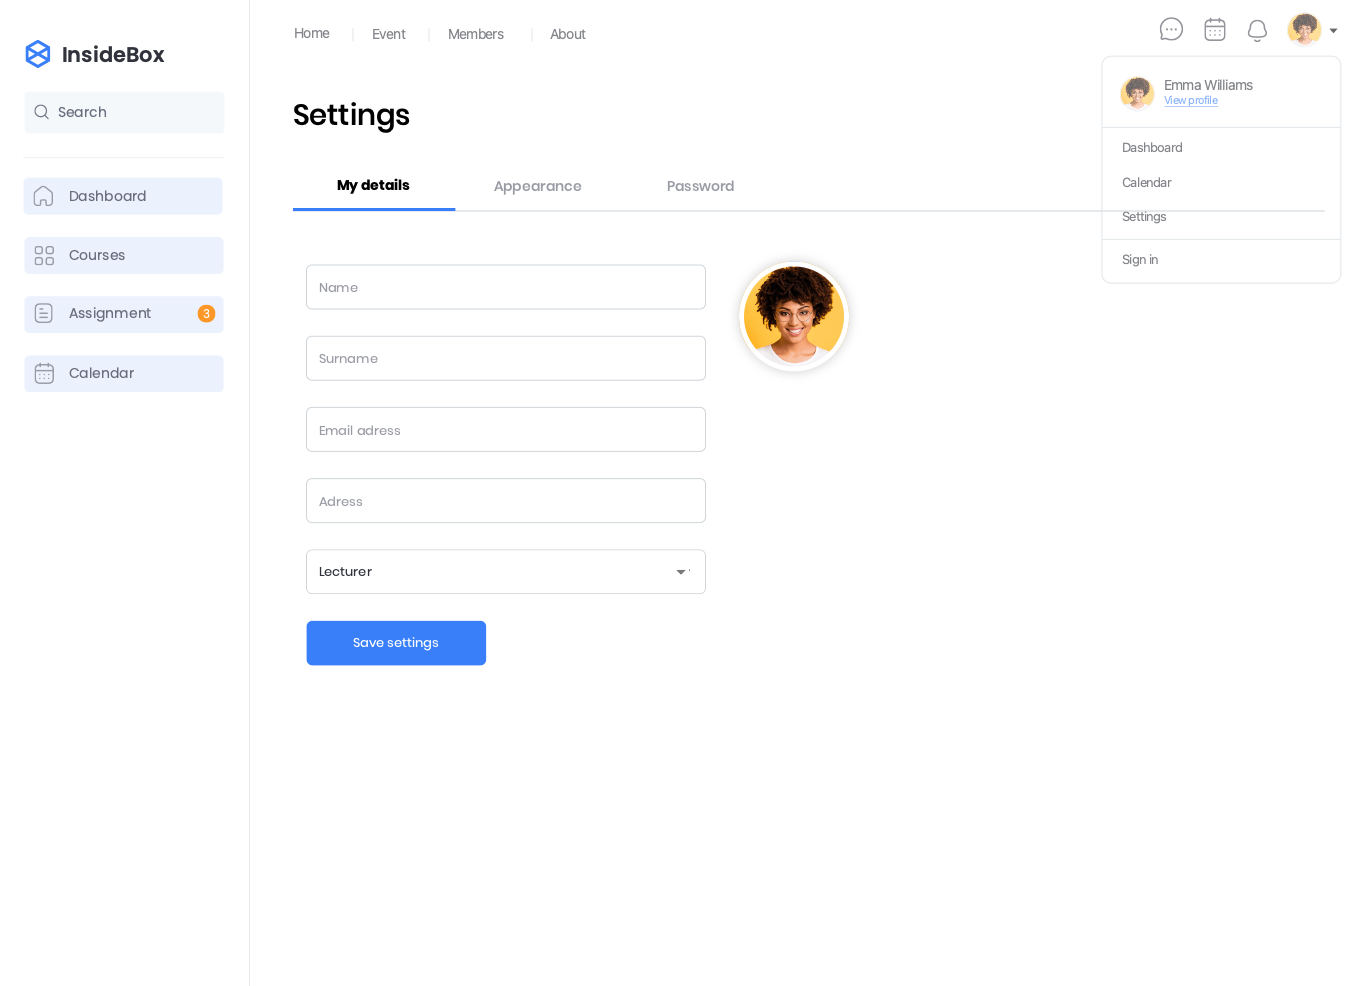 InsideBox
Search
Dashboard
Courses
Assignment 3
Calendar
Home Event Members About
Settings
My details Appearance Password
Name
Surname
Email adress
Adress
Lecturer
Save settings
Emma Williams
View profile
Dashboard
Calendar
Settings
Sign in